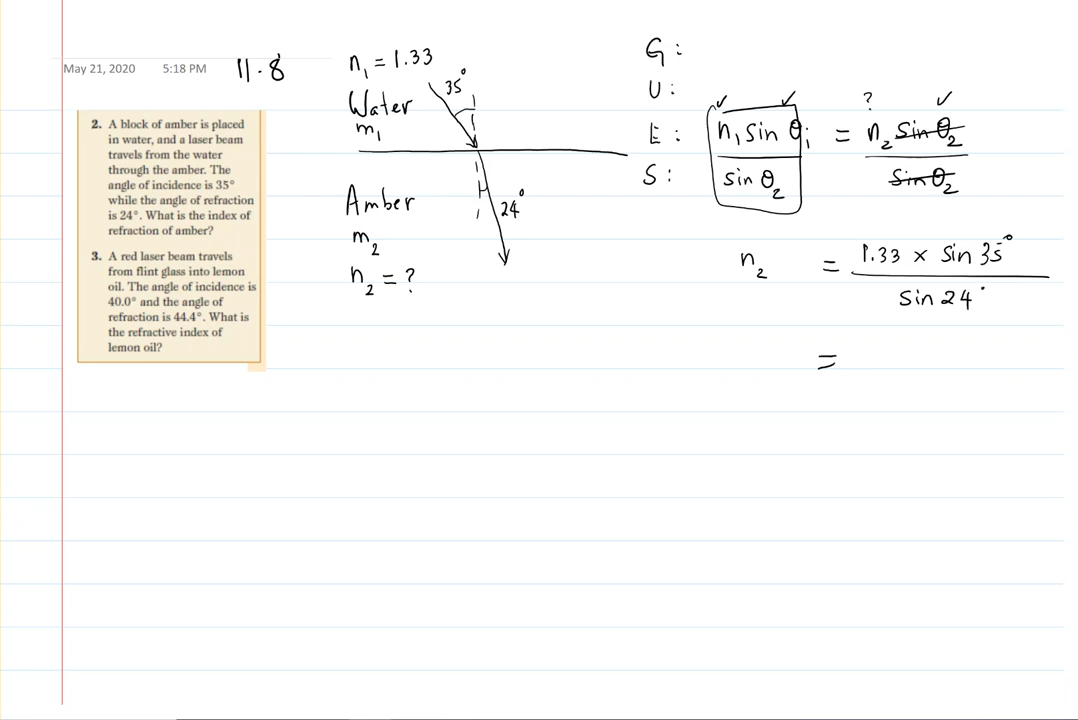 May 21, 2020 5:18 PM
11.8
2. A block of amber is placed
in water, and a laser beam
travels from the water
through the amber. The
angle of incidence is 35°
while the angle of refraction
is 24°. What is the index of
refraction of amber?
3. A red laser beam travels
from flint glass into lemon
oil. The angle of incidence is
40.0° and the angle of
refraction is 44.4°. What is
the refractive index of
lemon oil?
n₁ = 1.33
35°
Water
m₁
Amber
24°
m₂
n₂ = ?
G:
U:
?
E: n₁ sin θᵢ = n₂ sin θ₂
S: sin θ₂ sin θ₂
n₂ = 1.33 × sin 35°
sin 24°
=